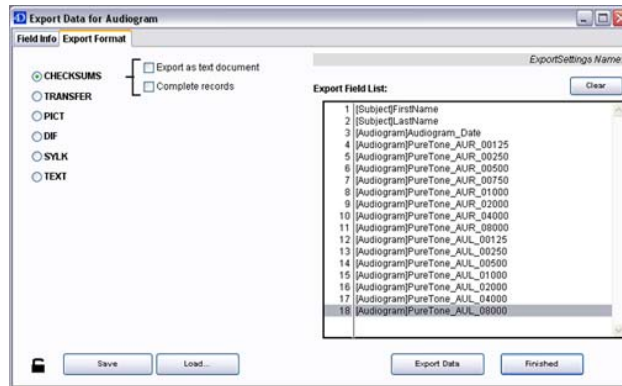 Export Data for Audiogram
Field Info Export Format
ExportSettings Name:
CHECKSUMS
Export as text document
Complete records
TRANSFER
PICT
DIF
SYLK
TEXT
Export Field List:
Clear
1 [Subject]FirstName
2 [Subject]LastName
3 [Audiogram]Audiogram_Date
4 [Audiogram]PureTone_AUR_00125
5 [Audiogram]PureTone_AUR_00250
6 [Audiogram]PureTone_AUR_00500
7 [Audiogram]PureTone_AUR_00750
8 [Audiogram]PureTone_AUR_01000
9 [Audiogram]PureTone_AUR_02000
10 [Audiogram]PureTone_AUR_04000
11 [Audiogram]PureTone_AUR_08000
12 [Audiogram]PureTone_AUL_00125
13 [Audiogram]PureTone_AUL_00250
14 [Audiogram]PureTone_AUL_00500
15 [Audiogram]PureTone_AUL_01000
16 [Audiogram]PureTone_AUL_02000
17 [Audiogram]PureTone_AUL_04000
18 [Audiogram]PureTone_AUL_08000
Save Load... Export Data Finished